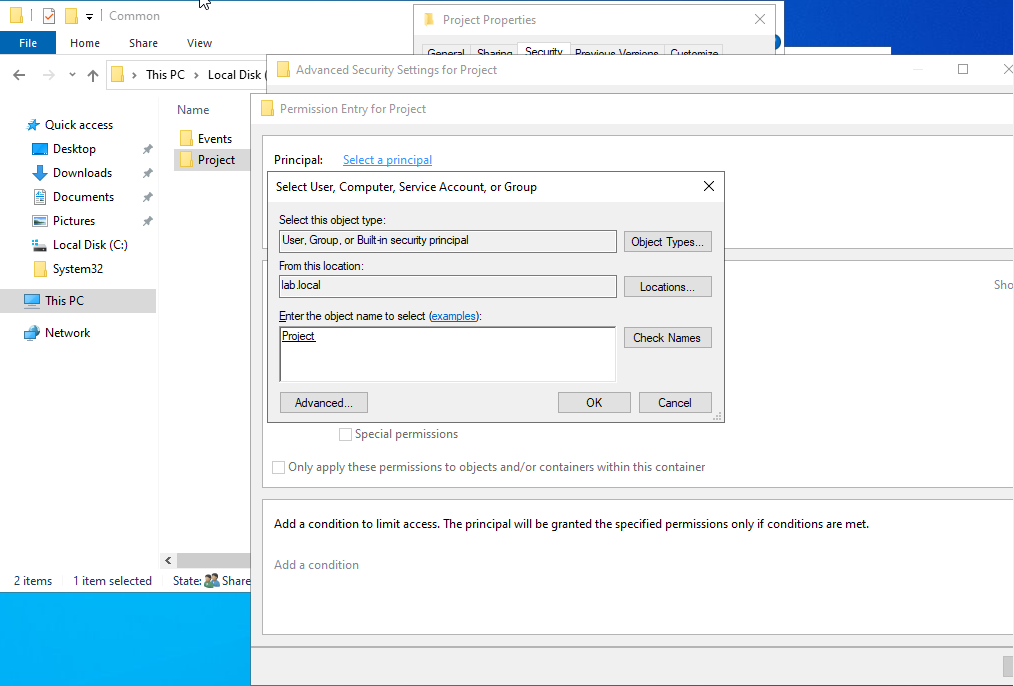 Common
Project Properties
File
Home
Share
View
General
Sharing
Security
Previous Versions
Customize
This PC
Local Disk (
Advanced Security Settings for Project
Name
Permission Entry for Project
Quick access
Events
Desktop
Project
Principal:
Select a principal
Downloads
Select User, Computer, Service Account, or Group
Documents
Select this object type:
Pictures
User, Group, or Built-in security principal
Object Types...
Local Disk (C:)
From this location:
System32
lab.local
Locations...
Sho
This PC
Enter the object name to select (examples):
Network
Project
Check Names
Advanced...
OK
Cancel
Special permissions
Only apply these permissions to objects and/or containers within this container
Add a condition to limit access. The principal will be granted the specified permissions only if conditions are met.
Add a condition
2 items
1 item selected
State:
Share